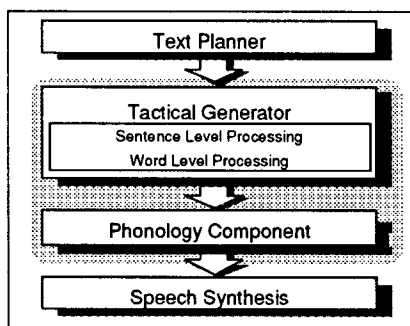 Text Planner
Tactical Generator
Sentence Level Processing
Word Level Processing
Phonology Component
Speech Synthesis